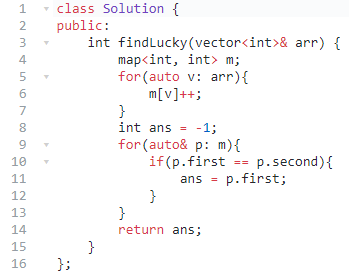 1 class Solution {
2 public:
3     int findLucky(vector<int>& arr) {
4         map<int, int> m;
5         for(auto v: arr){
6             m[v]++;
7         }
8         int ans = -1;
9         for(auto& p: m){
10             if(p.first == p.second){
11                 ans = p.first;
12             }
13         }
14         return ans;
15     }
16 };